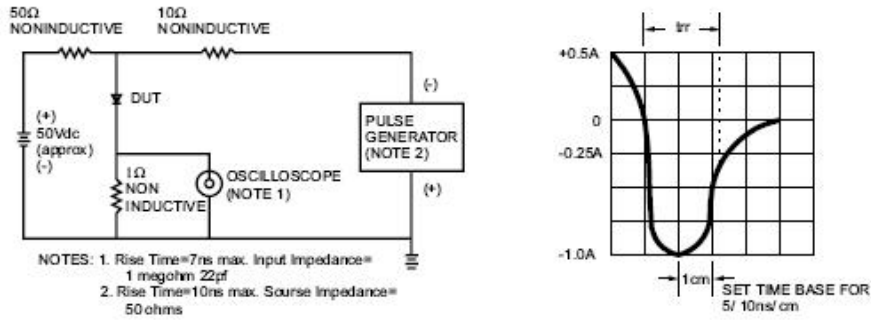 50Ω
NONINDUCTIVE
10Ω
NONINDUCTIVE
DUT
(+)
50Vdc
(approx)
(-)
1Ω
NON
INDUCTIVE
OSCILLOSCOPE
(NOTE 1)
(-)
PULSE
GENERATOR
(NOTE 2)
(+)
NOTES: 1. Rise Time=7ns max. Input Impedance=
1 megohm 22pf
2. Rise Time=10ns max. Sourse Impedance=
50 ohms
trr
+0.5A
0
-0.25A
-1.0A
1cm
SET TIME BASE FOR
5/ 10ns/ cm